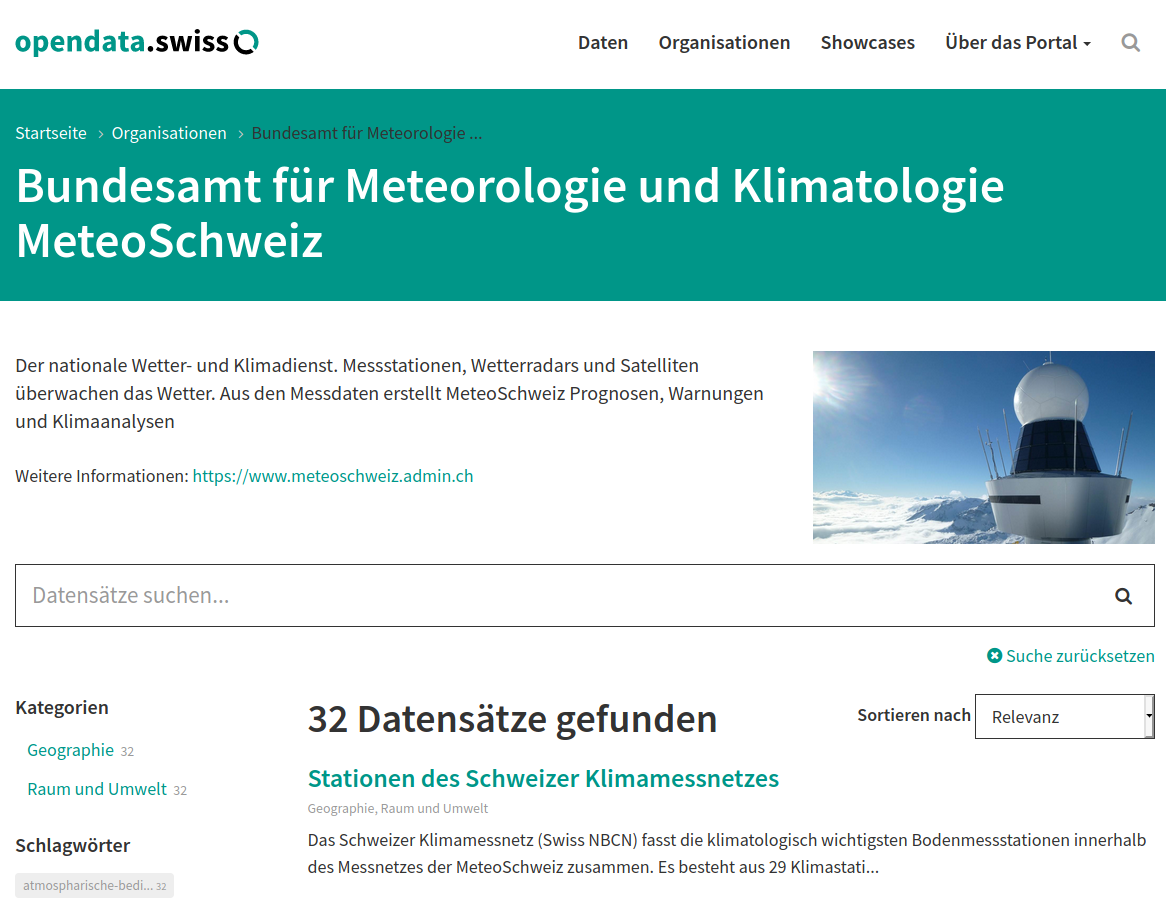 opendata.swiss
Daten Organisationen Showcases Über das Portal
Startseite › Organisationen › Bundesamt für Meteorologie ...
Bundesamt für Meteorologie und Klimatologie
MeteoSchweiz
Der nationale Wetter- und Klimadienst. Messstationen, Wetterradars und Satelliten
überwachen das Wetter. Aus den Messdaten erstellt MeteoSchweiz Prognosen, Warnungen
und Klimaanalysen
Weitere Informationen: https://www.meteoschweiz.admin.ch
Datensätze suchen...
Suche zurücksetzen
Kategorien
Geographie 32
Raum und Umwelt 32
Schlagwörter
atmospharische-bedi... 32
32 Datensätze gefunden
Sortieren nach Relevanz
Stationen des Schweizer Klimamessnetzes
Geographie, Raum und Umwelt
Das Schweizer Klimamessnetz (Swiss NBCN) fasst die klimatologisch wichtigsten Bodenmessstationen innerhalb
des Messnetzes der MeteoSchweiz zusammen. Es besteht aus 29 Klimastati...